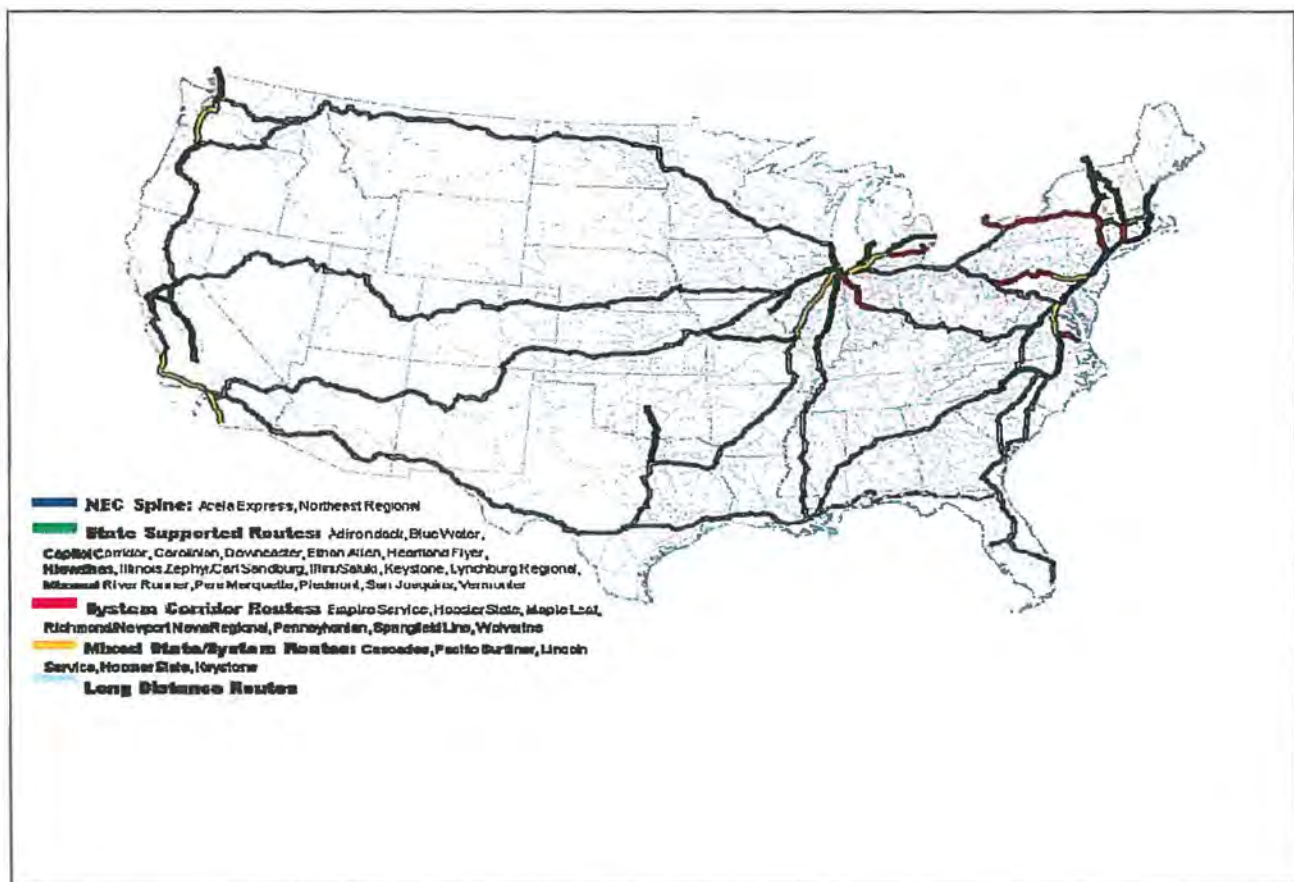 NEC Spine: Acela Express, Northeast Regional
State Supported Routes: Adirondack, Blue Water,
Capitol Corridor, Carolinian, Downeaster, Ethan Allen, Heartland Flyer,
Hiawathas, Illinois Zephyr/Carl Sandburg, Illini/Saluki, Keystone, Lynchburg Regional,
Missouri River Runner, Pere Marquette, Piedmont, San Joaquins, Vermonter
System Corridor Routes: Empire Service, Hoosier State, Maple Leaf,
Richmond/Newport News Regional, Pennsylvanian, Springfield Line, Wolverine
Mixed State/System Routes: Cascades, Pacific Surfliner, Lincoln
Service, Hoosier State, Keystone
Long Distance Routes